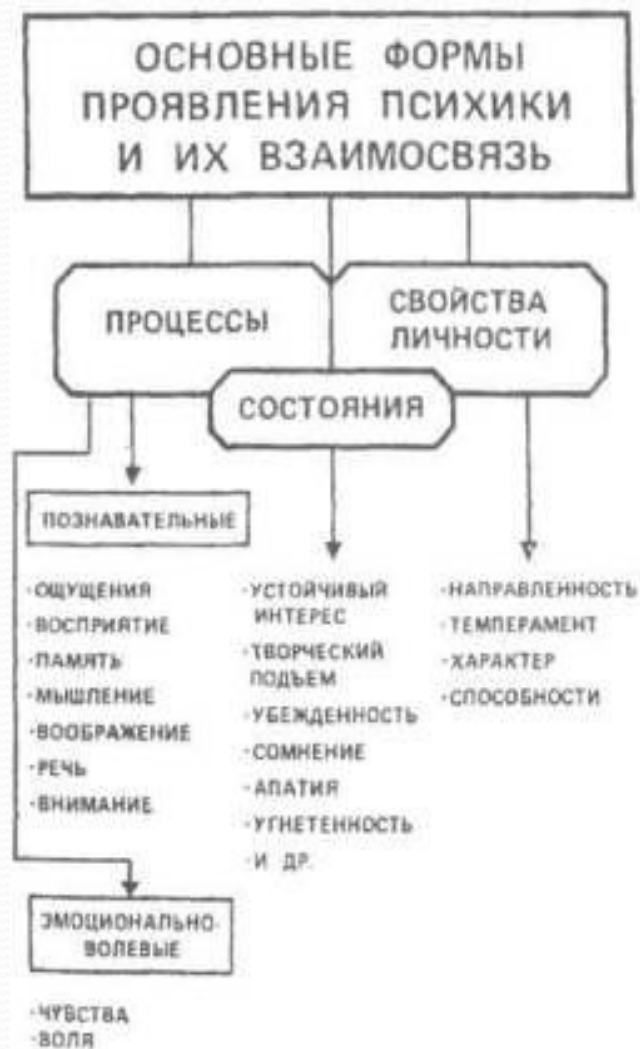 ОСНОВНЫЕ ФОРМЫ
ПРОЯВЛЕНИЯ ПСИХИКИ
И ИХ ВЗАИМОСВЯЗЬ
ПРОЦЕССЫ
СВОЙСТВА
ЛИЧНОСТИ
СОСТОЯНИЯ
ПОЗНАВАТЕЛЬНЫЕ
·ОЩУЩЕНИЯ
·ВОСПРИЯТИЕ
·ПАМЯТЬ
·МЫШЛЕНИЕ
·ВООБРАЖЕНИЕ
·РЕЧЬ
·ВНИМАНИЕ
·УСТОЙЧИВЫЙ
ИНТЕРЕС
·ТВОРЧЕСКИЙ
ПОДЪЕМ
·УБЕЖДЕННОСТЬ
·СОМНЕНИЕ
·АПАТИЯ
·УГНЕТЕННОСТЬ
·И ДР.
·НАПРАВЛЕННОСТЬ
·ТЕМПЕРАМЕНТ
·ХАРАКТЕР
·СПОСОБНОСТИ
ЭМОЦИОНАЛЬНО-
ВОЛЕВЫЕ
·ЧУВСТВА
·ВОЛЯ